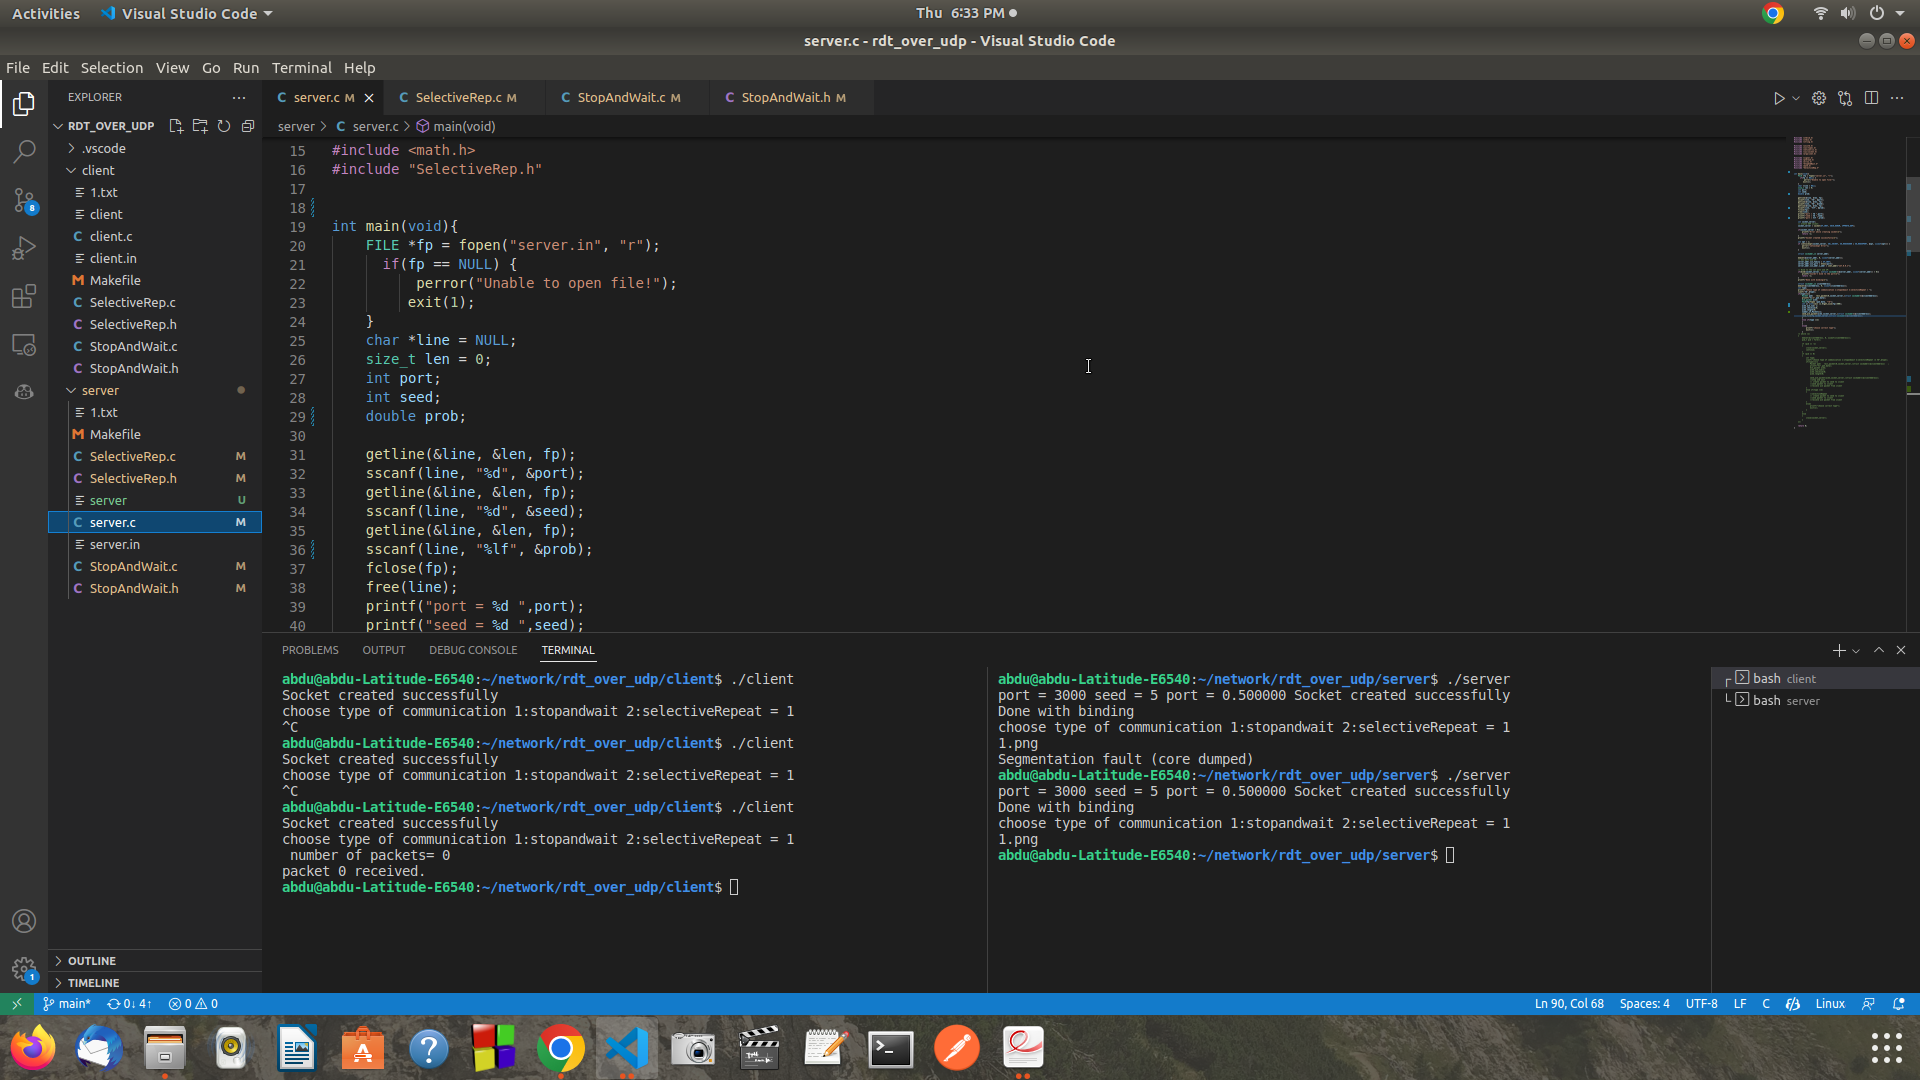 Activities
Visual Studio Code
Thu 6:33 PM
server.c - rdt_over_udp - Visual Studio Code
File Edit Selection View Go Run Terminal Help
EXPLORER
RDT_OVER_UDP
.vscode
client
1.txt
client
C client.c
client.in
M Makefile
C SelectiveRep.c
C SelectiveRep.h
C StopAndWait.c
C StopAndWait.h
server
1.txt
M Makefile
C SelectiveRep.c M
C SelectiveRep.h M
server U
C server.c M
server.in
C StopAndWait.c M
C StopAndWait.h M
OUTLINE
TIMELINE
8
1
C server.c M
C SelectiveRep.c M
C StopAndWait.c M
C StopAndWait.h M
server > C server.c > main(void)
15 #include <math.h>
16 #include "SelectiveRep.h"
17
18
19 int main(void){
20 FILE *fp = fopen("server.in", "r");
21 if(fp == NULL) {
22 perror("Unable to open file!");
23 exit(1);
24 }
25 char *line = NULL;
26 size_t len = 0;
27 int port;
28 int seed;
29 double prob;
30
31 getline(&line, &len, fp);
32 sscanf(line, "%d", &port);
33 getline(&line, &len, fp);
34 sscanf(line, "%d", &seed);
35 getline(&line, &len, fp);
36 sscanf(line, "%lf", &prob);
37 fclose(fp);
38 free(line);
39 printf("port = %d ",port);
40 printf("seed = %d ",seed);
PROBLEMS OUTPUT DEBUG CONSOLE TERMINAL
abdu@abdu-Latitude-E6540:~/network/rdt_over_udp/client$ ./client
Socket created successfully
choose type of communication 1:stopandwait 2:selectiveRepeat = 1
^C
abdu@abdu-Latitude-E6540:~/network/rdt_over_udp/client$ ./client
Socket created successfully
choose type of communication 1:stopandwait 2:selectiveRepeat = 1
^C
abdu@abdu-Latitude-E6540:~/network/rdt_over_udp/client$ ./client
Socket created successfully
choose type of communication 1:stopandwait 2:selectiveRepeat = 1
number of packets= 0
packet 0 received.
abdu@abdu-Latitude-E6540:~/network/rdt_over_udp/client$
abdu@abdu-Latitude-E6540:~/network/rdt_over_udp/server$ ./server
port = 3000 seed = 5 port = 0.500000 Socket created successfully
Done with binding
choose type of communication 1:stopandwait 2:selectiveRepeat = 1
1.png
Segmentation fault (core dumped)
abdu@abdu-Latitude-E6540:~/network/rdt_over_udp/server$ ./server
port = 3000 seed = 5 port = 0.500000 Socket created successfully
Done with binding
choose type of communication 1:stopandwait 2:selectiveRepeat = 1
1.png
abdu@abdu-Latitude-E6540:~/network/rdt_over_udp/server$
bash client
bash server
main* 0↓ 4↑ 0 0
Ln 90, Col 68 Spaces: 4 UTF-8 LF C Linux